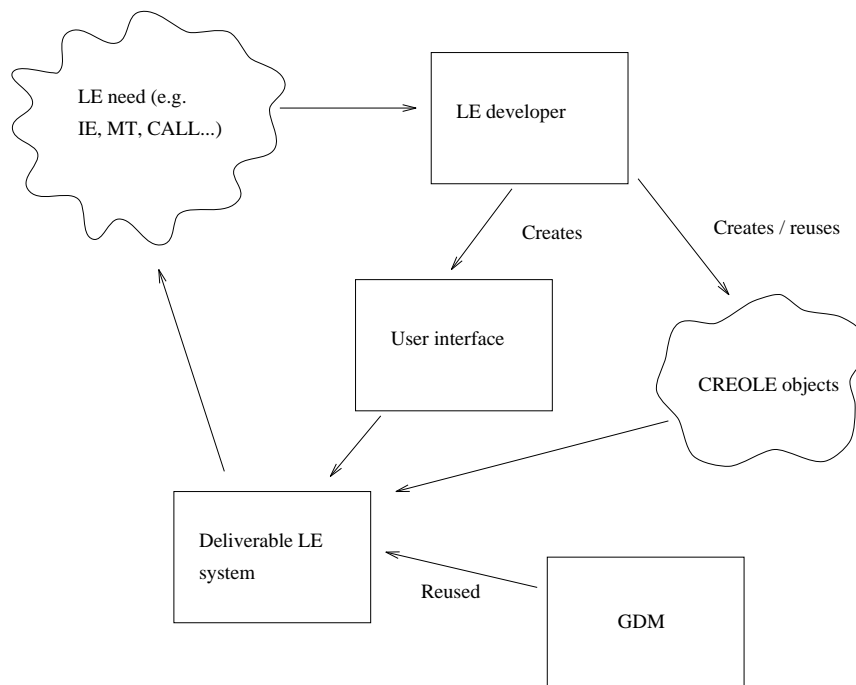 LE need (e.g.
IE, MT, CALL...)
LE developer
Creates
Creates / reuses
User interface
CREOLE objects
Deliverable LE
system
Reused
GDM